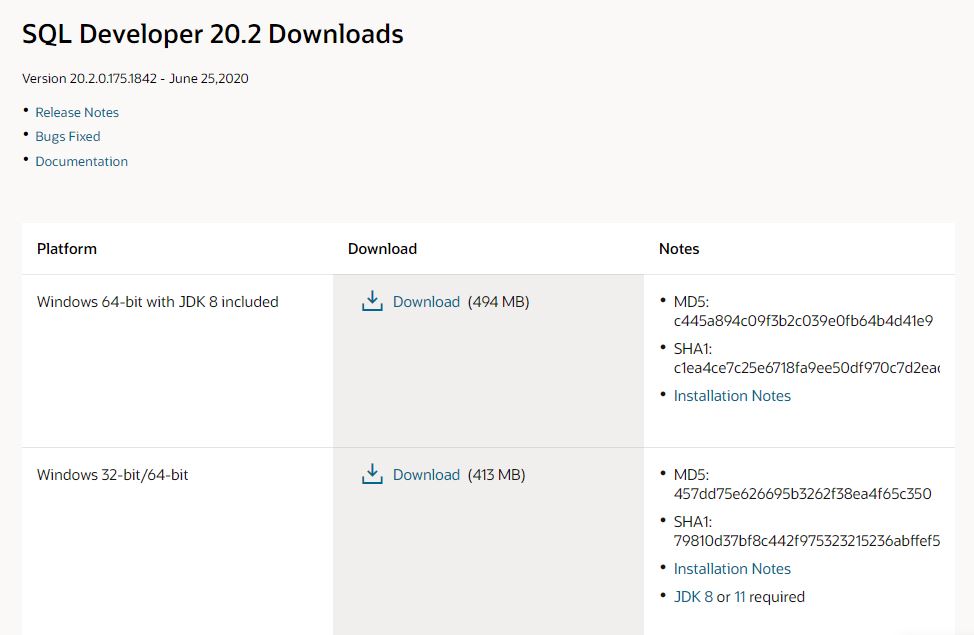 SQL Developer 20.2 Downloads
Version 20.2.0.175.1842 - June 25,2020
• Release Notes
• Bugs Fixed
• Documentation
Platform Download Notes
Windows 64-bit with JDK 8 included Download (494 MB)
• MD5:
c445a894c09f3b2c039e0fb64b4d41e9
• SHA1:
c1ea4ce7c25e6718fa9ee50df970c7d2ea
• Installation Notes
Windows 32-bit/64-bit Download (413 MB)
• MD5:
457dd75e626695b3262f38ea4f65c350
• SHA1:
79810d37bf8c442f975323215236abffef5
• Installation Notes
• JDK 8 or 11 required